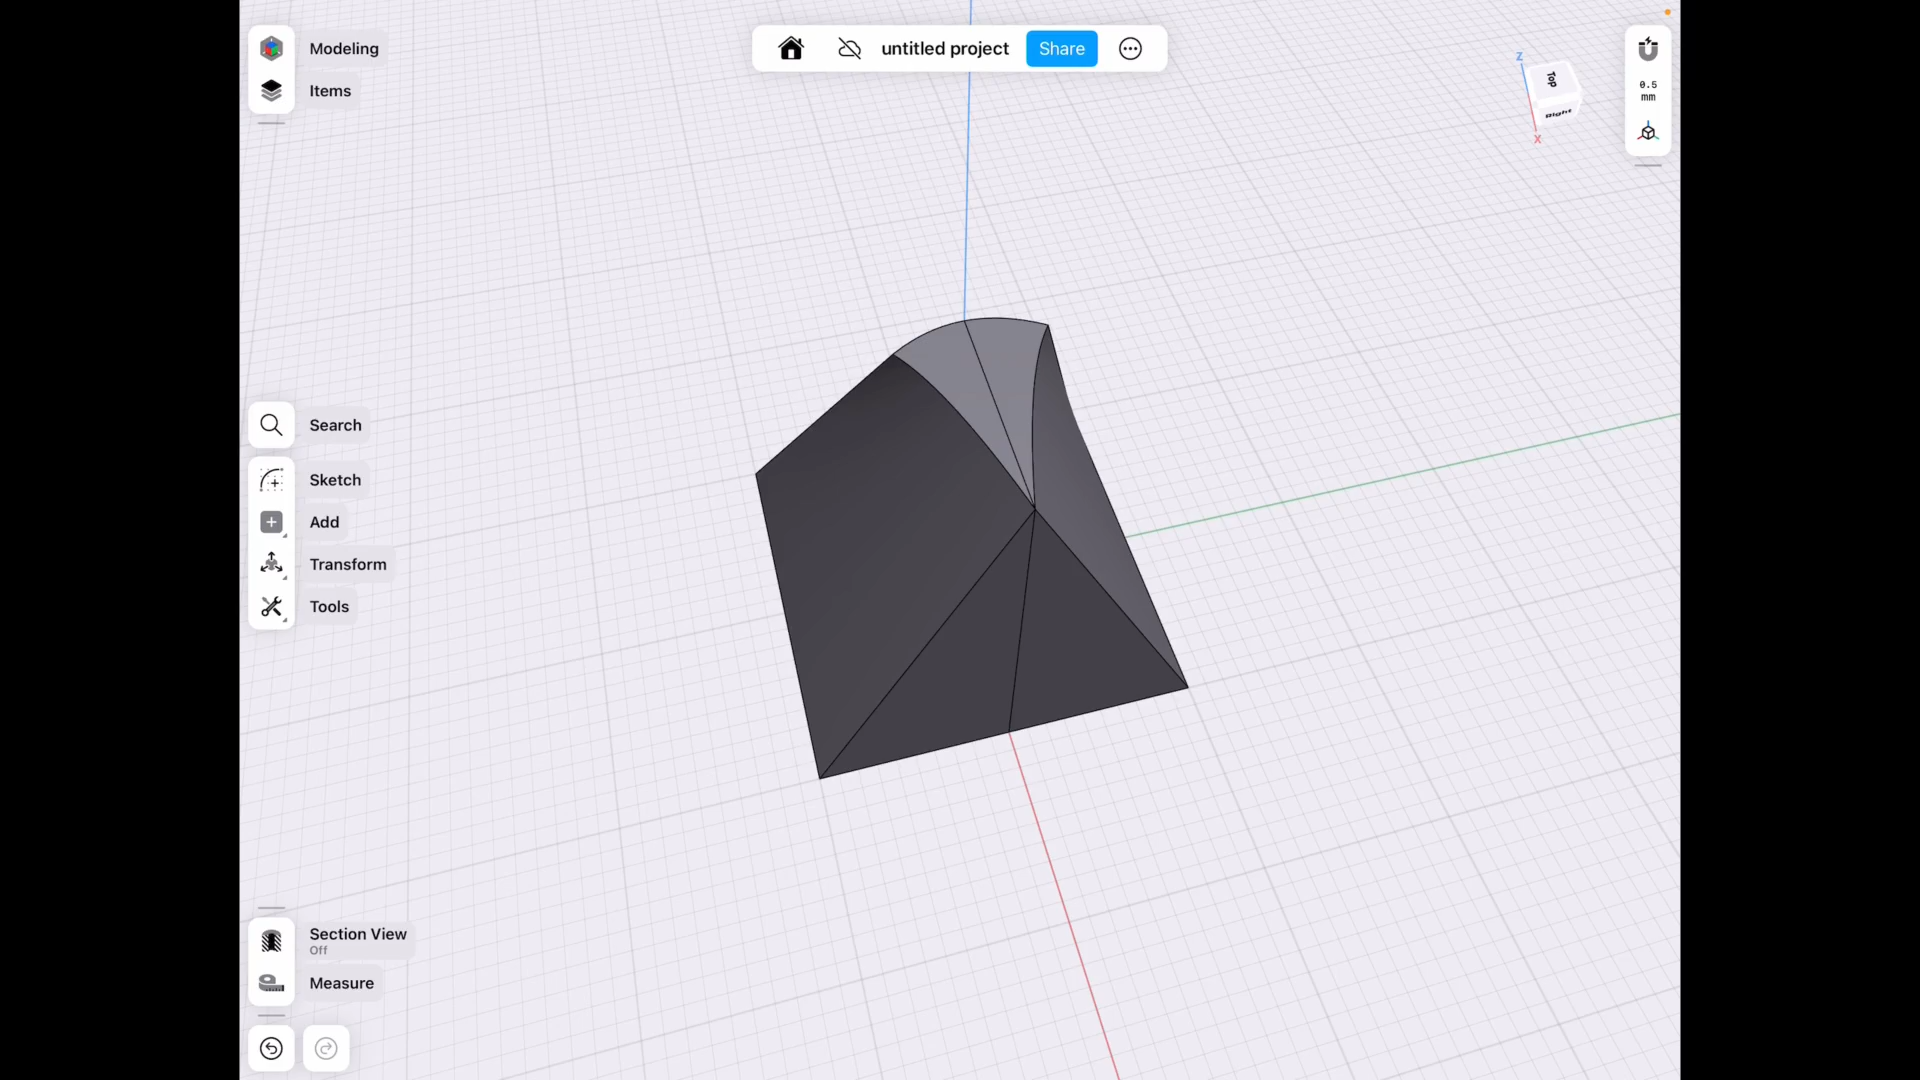 Modeling
Items
untitled project
Share
Z
Top
Right
X
0.5
mm
Search
Sketch
Add
Transform
Tools
Section View
Off
Measure